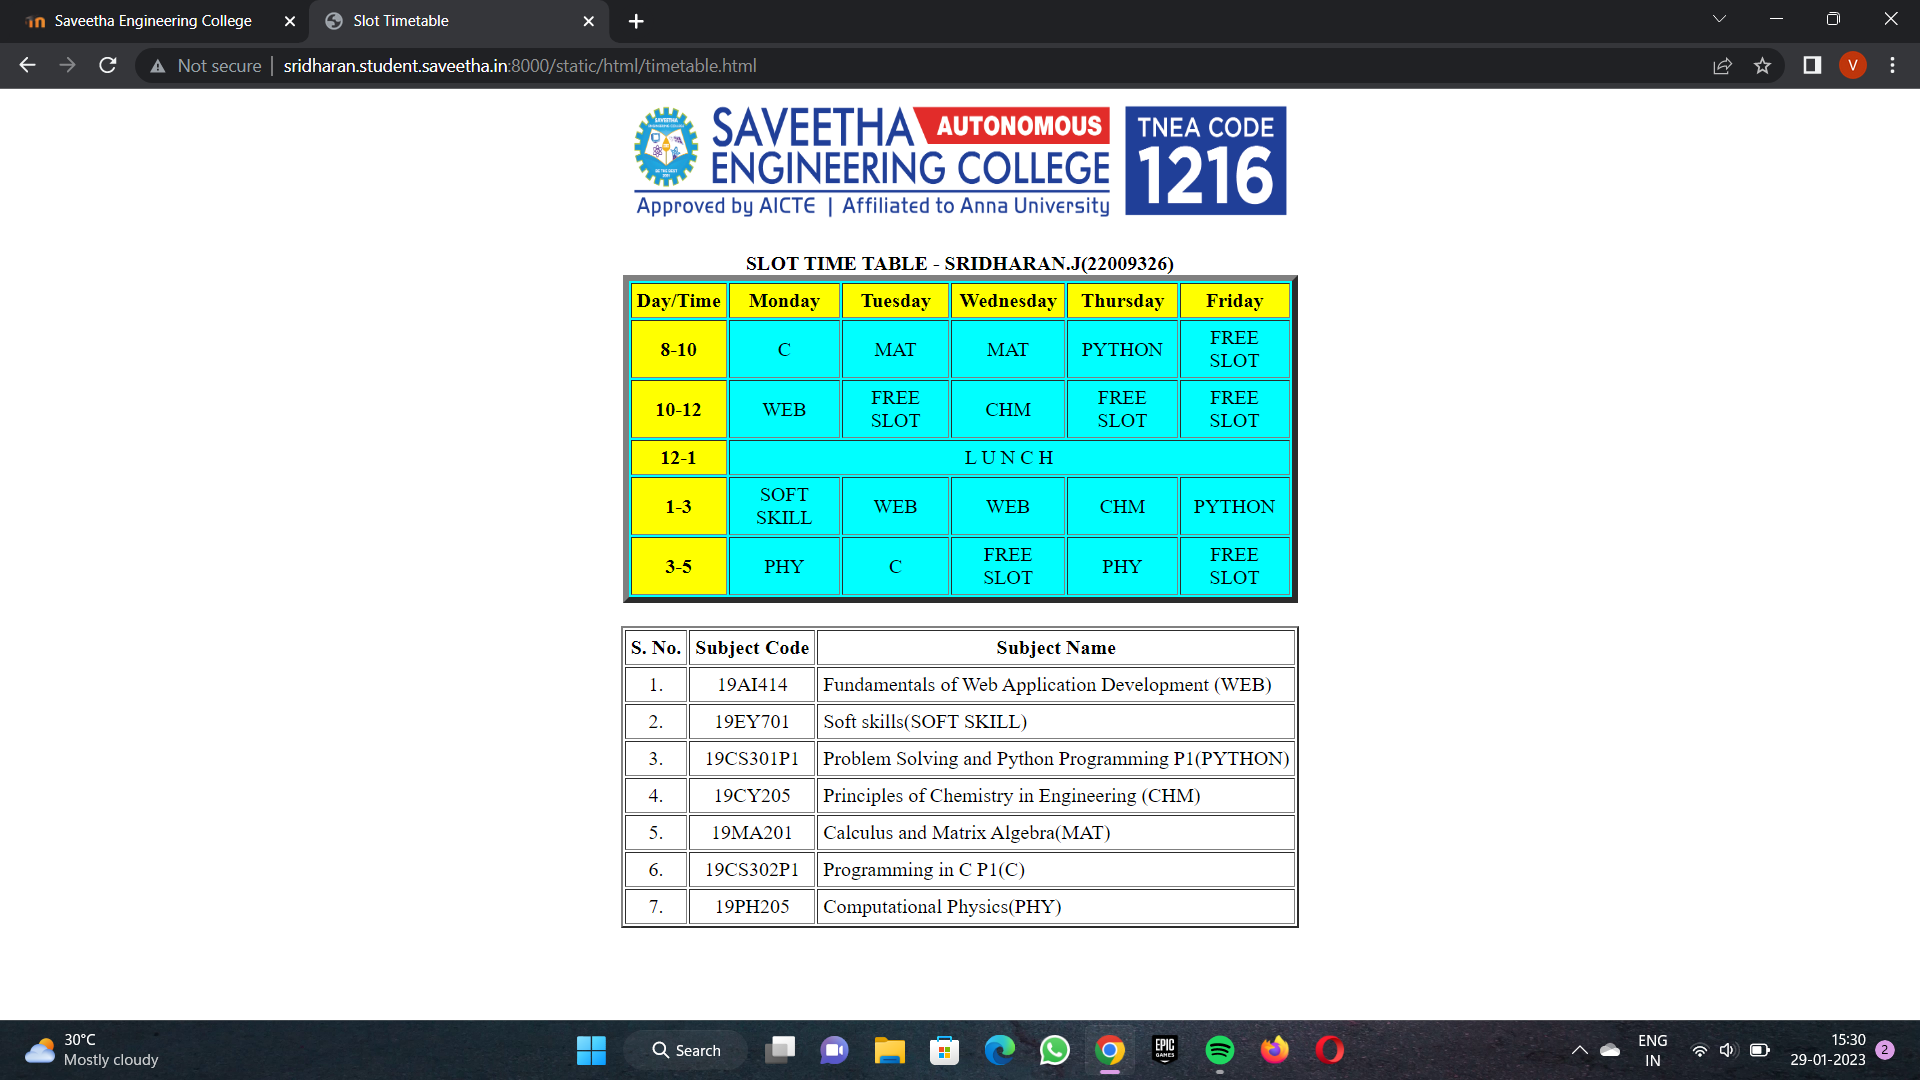 Saveetha Engineering College
Slot Timetable
Not secure
sridharan.student.saveetha.in:8000/static/html/timetable.html
V
SAVEETHA AUTONOMOUS
ENGINEERING COLLEGE
Approved by AICTE | Affiliated to Anna University
TNEA CODE
1216
SLOT TIME TABLE - SRIDHARAN.J(22009326)
Day/Time Monday Tuesday Wednesday Thursday Friday
8-10 C MAT MAT PYTHON FREE SLOT
10-12 WEB FREE SLOT CHM FREE SLOT FREE SLOT
12-1 L U N C H
1-3 SOFT SKILL WEB WEB CHM PYTHON
3-5 PHY C FREE SLOT PHY FREE SLOT
S. No. Subject Code Subject Name
1. 19AI414 Fundamentals of Web Application Development (WEB)
2. 19EY701 Soft skills(SOFT SKILL)
3. 19CS301P1 Problem Solving and Python Programming P1(PYTHON)
4. 19CY205 Principles of Chemistry in Engineering (CHM)
5. 19MA201 Calculus and Matrix Algebra(MAT)
6. 19CS302P1 Programming in C P1(C)
7. 19PH205 Computational Physics(PHY)
30°C
Mostly cloudy
Search
EPIC
GAMES
ENG
IN
15:30
29-01-2023
2